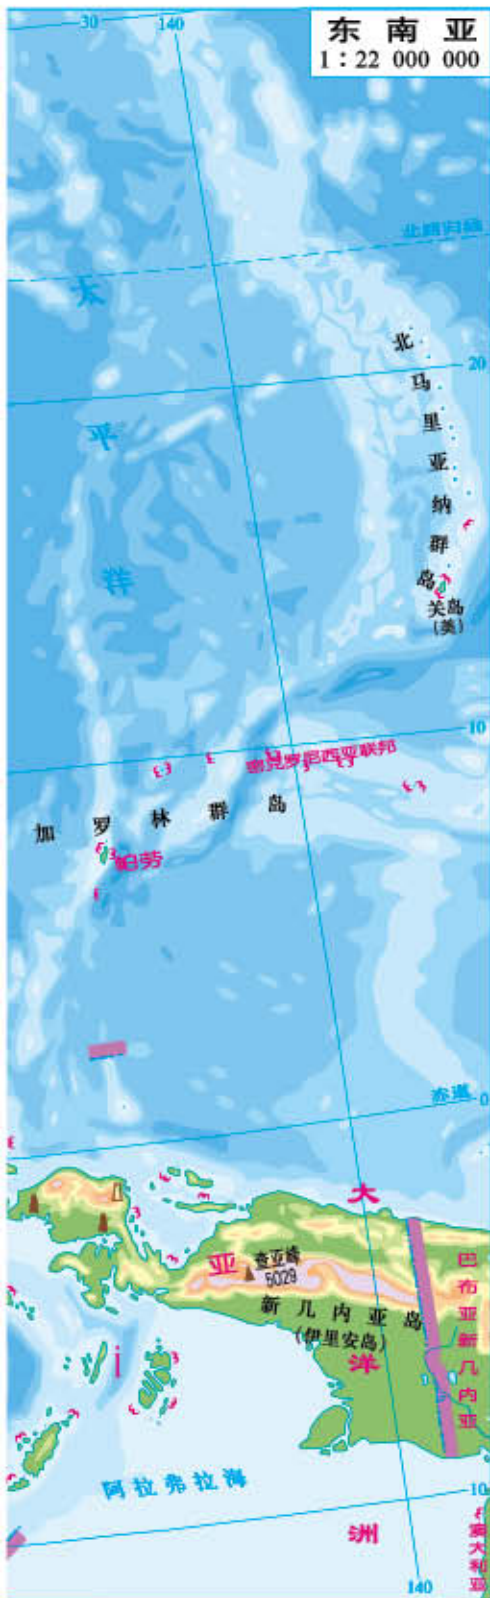 东南亚
1：22 000 000
30
140
北回归线
太平洋
20
北马里亚纳群岛
关岛
(美)
10
密克罗尼西亚联邦
加罗林群岛
帕劳
赤道
0
大洋洲
亚
查亚峰
5029
新几内亚岛
(伊里安岛)
巴布亚新几内亚
阿拉弗拉海
10
澳大利亚
140